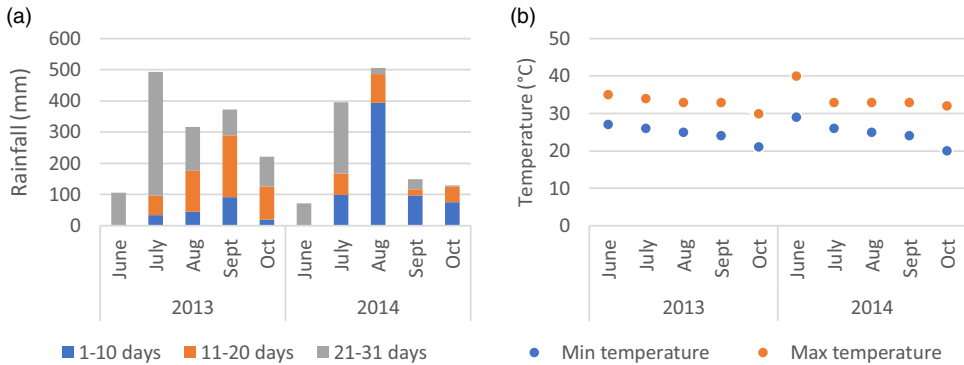 (a)
Rainfall (mm)
600
500
400
300
200
100
0
June July Aug Sept Oct June July Aug Sept Oct
2013 2014
1-10 days 11-20 days 21-31 days
(b)
Temperature (°C)
50
40
30
20
10
0
June July Aug Sept Oct June July Aug Sept Oct
2013 2014
Min temperature Max temperature